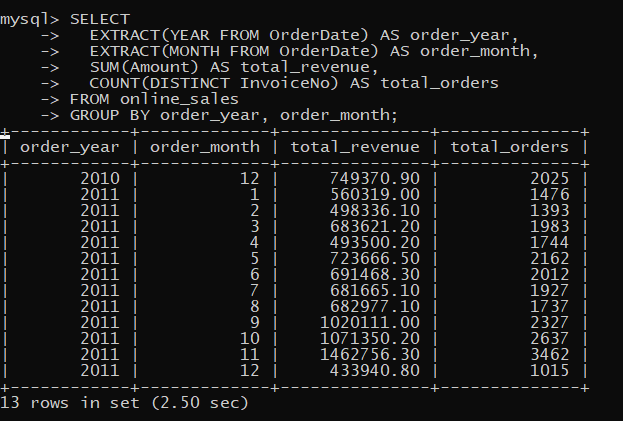 mysql> SELECT
    ->   EXTRACT(YEAR FROM OrderDate) AS order_year,
    ->   EXTRACT(MONTH FROM OrderDate) AS order_month,
    ->   SUM(Amount) AS total_revenue,
    ->   COUNT(DISTINCT InvoiceNo) AS total_orders
    -> FROM online_sales
    -> GROUP BY order_year, order_month;
+------------+-------------+---------------+--------------+
| order_year | order_month | total_revenue | total_orders |
+------------+-------------+---------------+--------------+
|       2010 |          12 |     749370.90 |         2025 |
|       2011 |           1 |     560319.00 |         1476 |
|       2011 |           2 |     498336.10 |         1393 |
|       2011 |           3 |     683621.20 |         1983 |
|       2011 |           4 |     493500.20 |         1744 |
|       2011 |           5 |     723666.50 |         2162 |
|       2011 |           6 |     691468.30 |         2012 |
|       2011 |           7 |     681665.10 |         1927 |
|       2011 |           8 |     682977.10 |         1737 |
|       2011 |           9 |    1020111.00 |         2327 |
|       2011 |          10 |    1071350.20 |         2637 |
|       2011 |          11 |    1462756.30 |         3462 |
|       2011 |          12 |     433940.80 |         1015 |
+------------+-------------+---------------+--------------+
13 rows in set (2.50 sec)